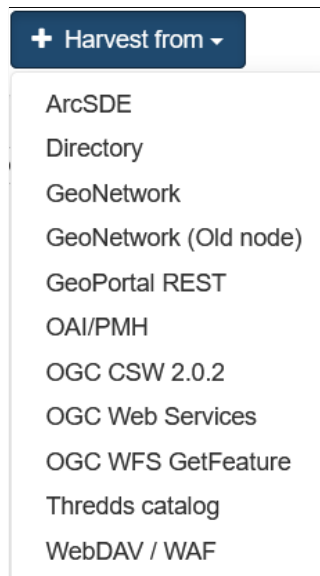 + Harvest from
ArcSDE
Directory
GeoNetwork
GeoNetwork (Old node)
GeoPortal REST
OAI/PMH
OGC CSW 2.0.2
OGC Web Services
OGC WFS GetFeature
Thredds catalog
WebDAV / WAF